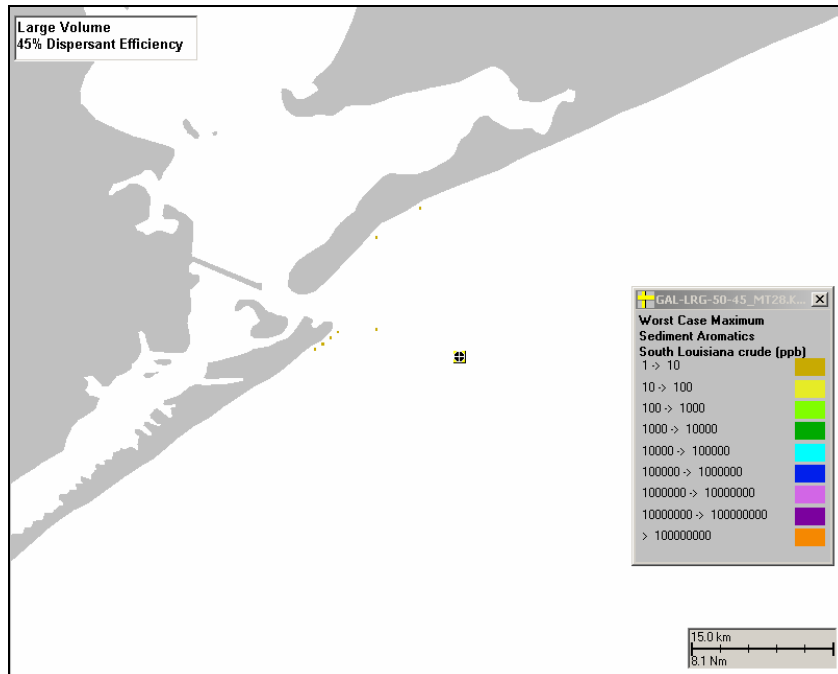 Large Volume
45% Dispersant Efficiency
GAL-LRG-50-45_MT28.K...
Worst Case Maximum
Sediment Aromatics
South Louisiana crude (ppb)
1 -> 10
10 -> 100
100 -> 1000
1000 -> 10000
10000 -> 100000
100000 -> 1000000
1000000 -> 10000000
10000000 -> 100000000
> 100000000
15.0 km
8.1 Nm